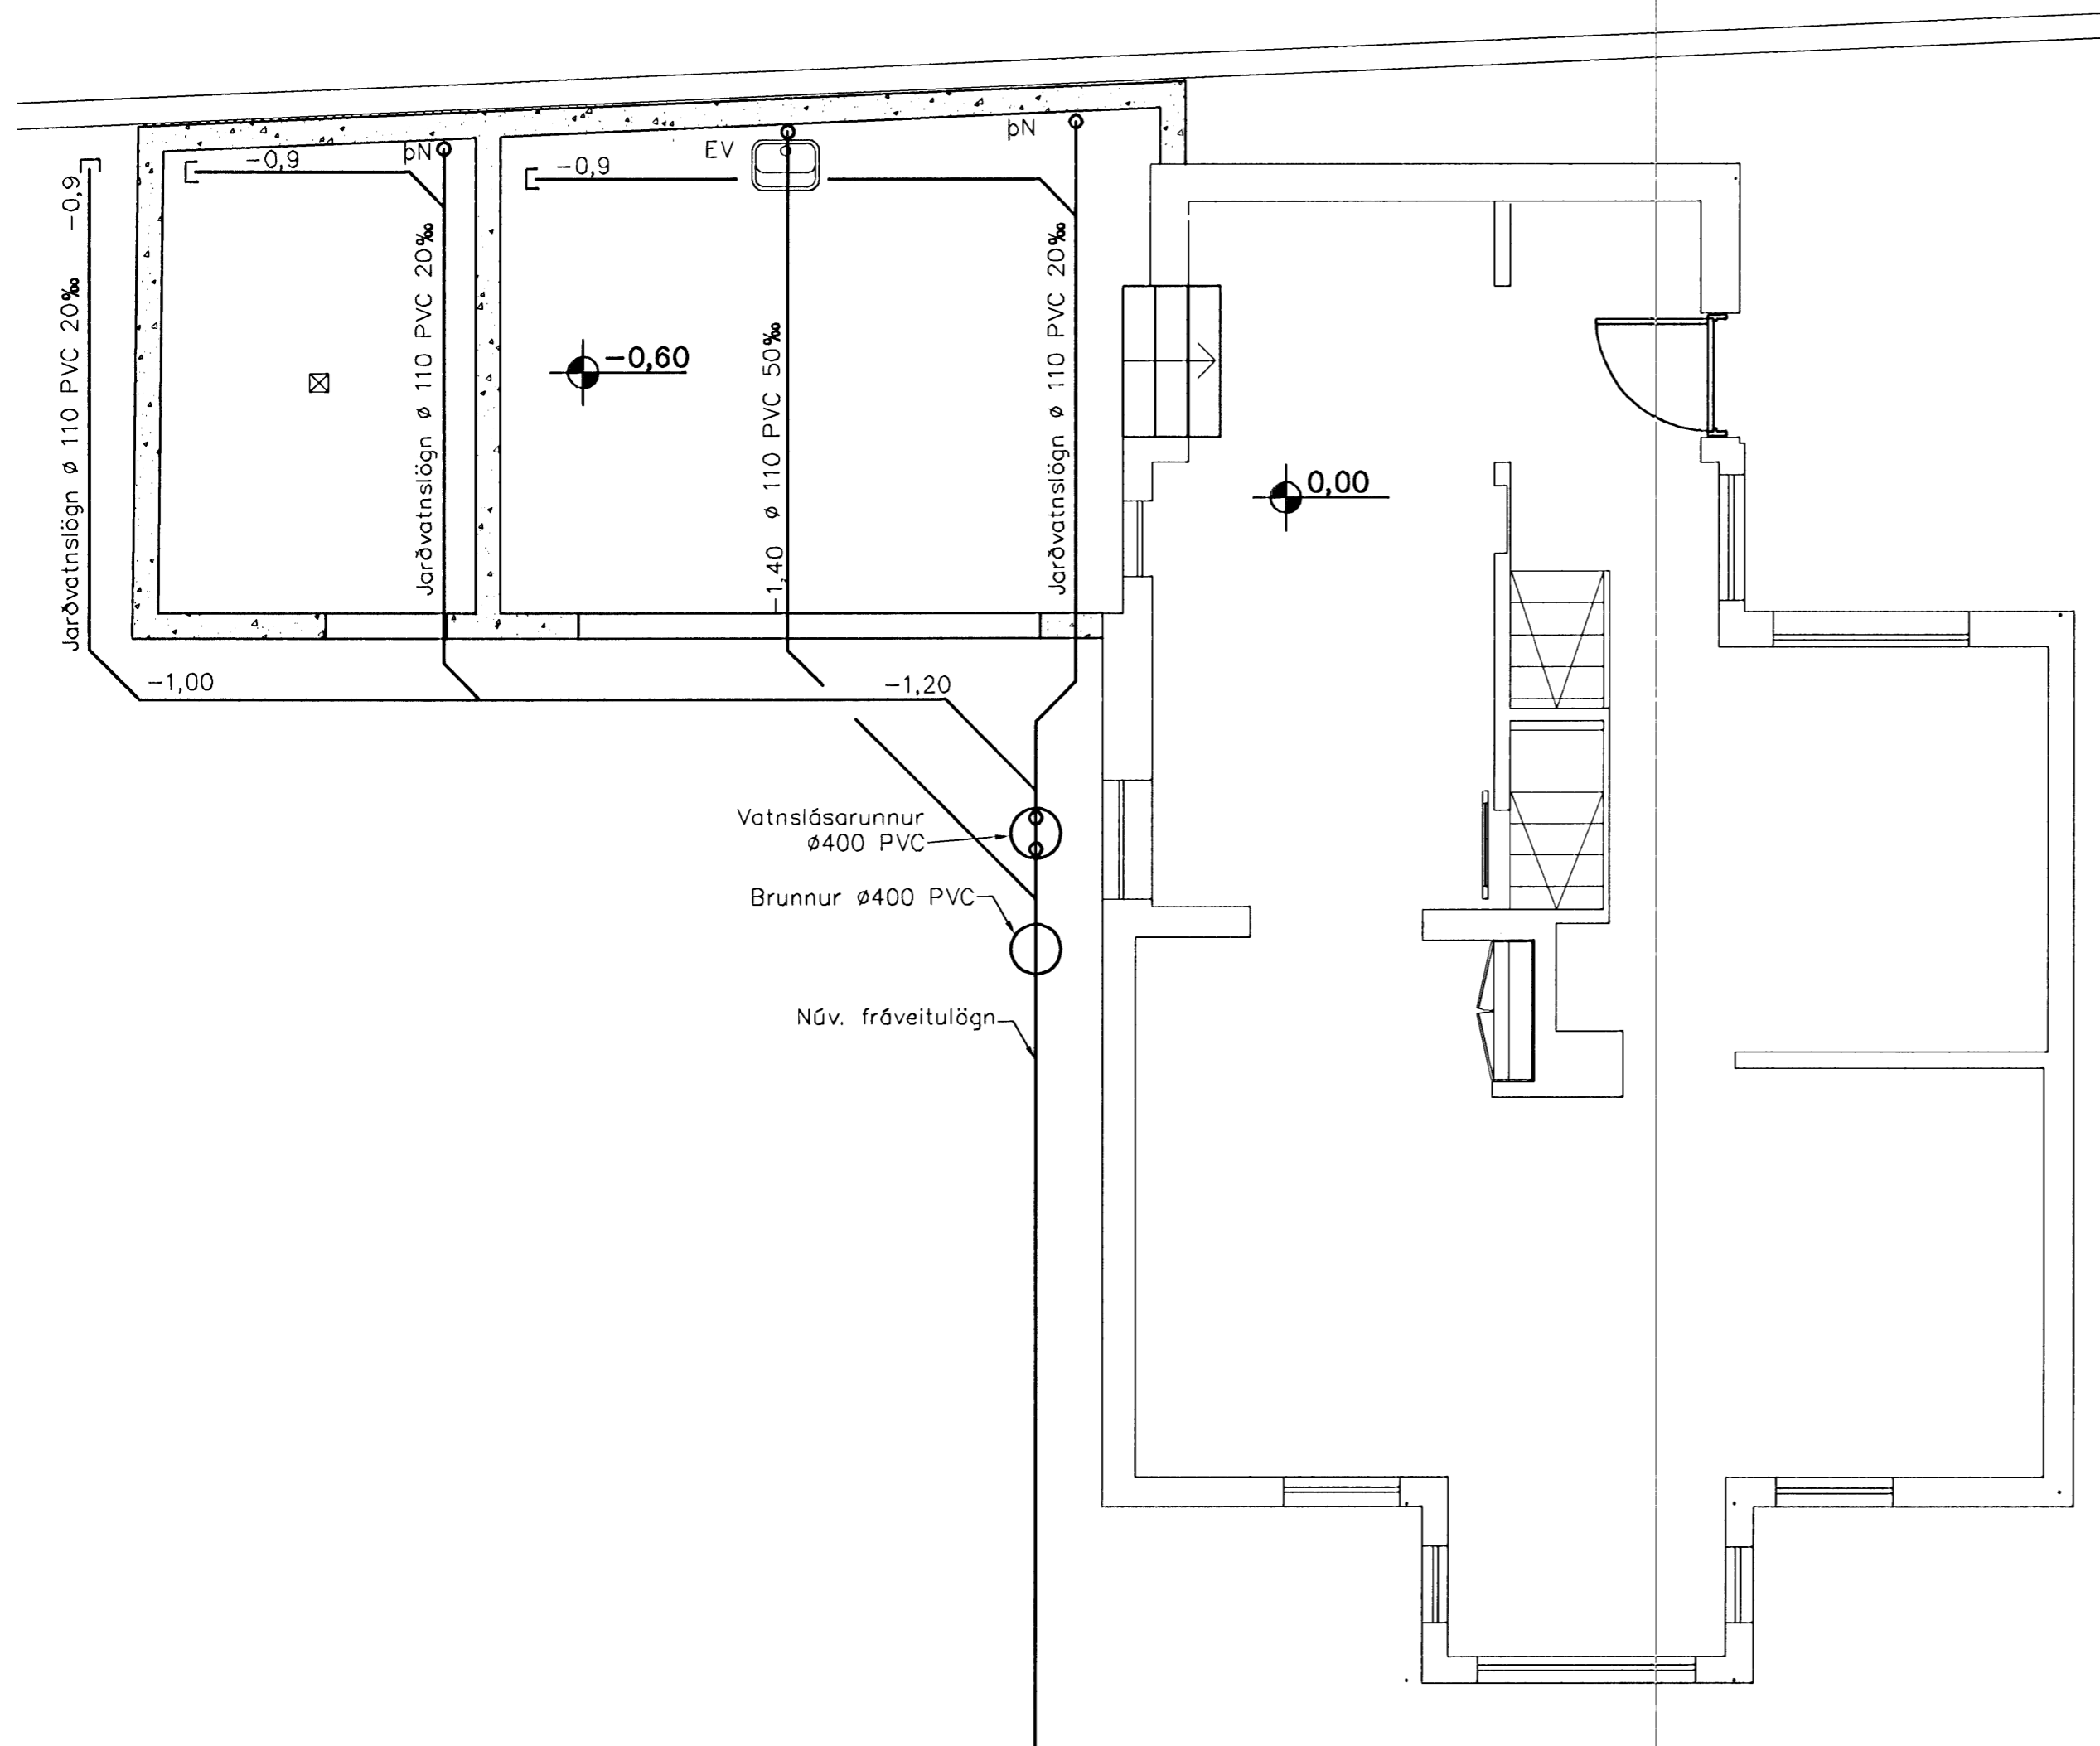 þN
EV
þN
-0,9
-0,9
Jarðvatnslögn ø 110 PVC 20‰ -0,9
Jarðvatnslögn ø 110 PVC 20‰
-0,60
-1,40 ø 110 PVC 50‰
Jarðvatnslögn ø 110 PVC 20‰
0,00
-1,00
-1,20
Vatnslásarunnur
ø400 PVC
Brunnur ø400 PVC
Núv. fráveitulögn